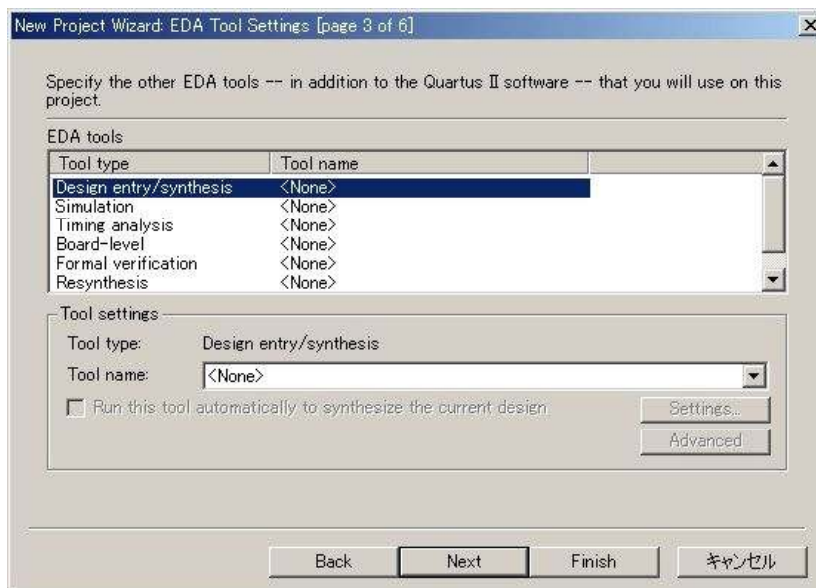 New Project Wizard: EDA Tool Settings [page 3 of 6]
Specify the other EDA tools -- in addition to the Quartus II software -- that you will use on this
project.
EDA tools
Tool type Tool name
Design entry/synthesis <None>
Simulation <None>
Timing analysis <None>
Board-level <None>
Formal verification <None>
Resynthesis <None>
Tool settings
Tool type: Design entry/synthesis
Tool name: <None>
Run this tool automatically to synthesize the current design
Settings...
Advanced
Back Next Finish キャンセル